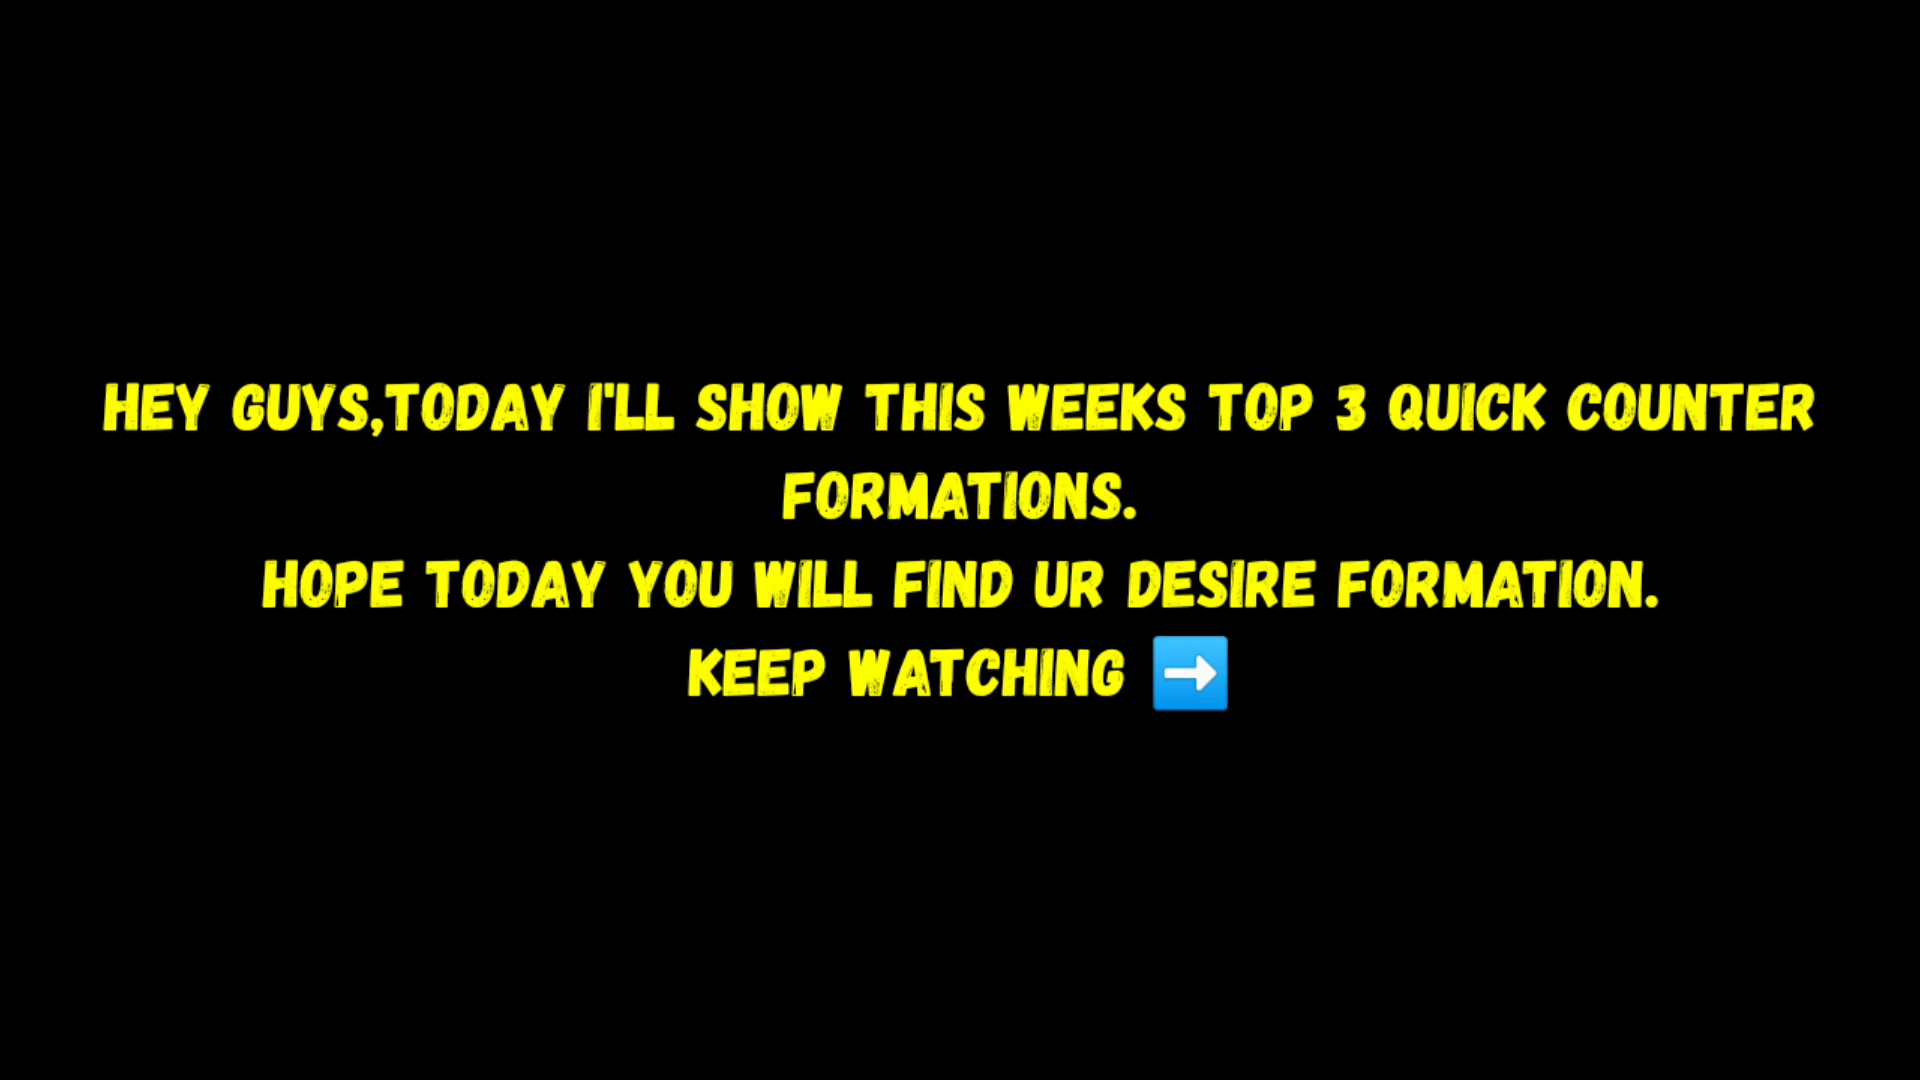 HEY GUYS,TODAY I'LL SHOW THIS WEEKS TOP 3 QUICK COUNTER
FORMATIONS.
HOPE TODAY YOU WILL FIND UR DESIRE FORMATION.
KEEP WATCHING ➡️